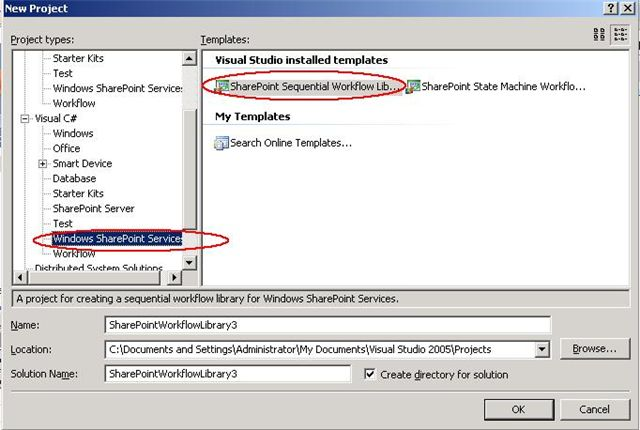 New Project
Project types:
Templates:
Starter Kits
Test
Windows SharePoint Services
Workflow
Visual C#
Windows
Office
Smart Device
Database
Starter Kits
SharePoint Server
Test
Windows SharePoint Services
Workflow
Distributed System Solutions
Visual Studio installed templates
SharePoint Sequential Workflow Lib...
SharePoint State Machine Workflo...
My Templates
Search Online Templates...
A project for creating a sequential workflow library for Windows SharePoint Services.
Name:
SharePointWorkflowLibrary3
Location:
C:\Documents and Settings\Administrator\My Documents\Visual Studio 2005\Projects
Browse...
Solution Name:
SharePointWorkflowLibrary3
Create directory for solution
OK
Cancel